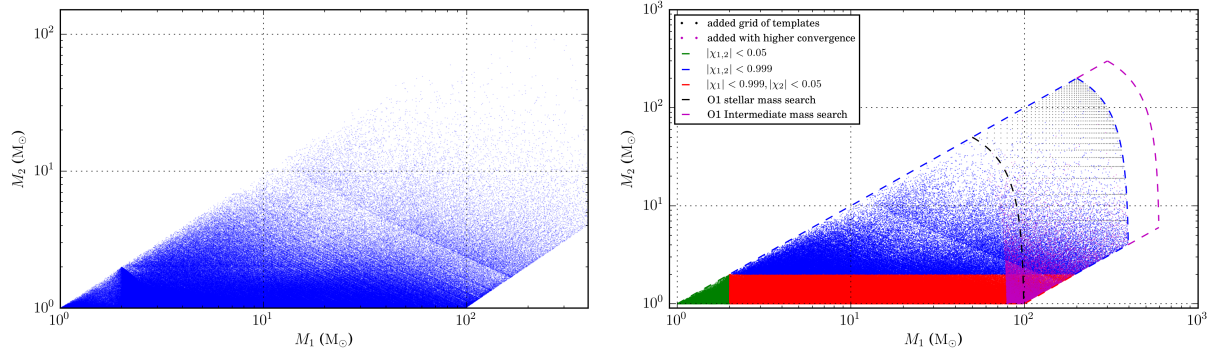 10²
10¹
10⁰
M₂ (M⊙)
10⁰
10¹
10²
M₁ (M⊙)
10³
10²
10¹
10⁰
M₂ (M⊙)
added grid of templates
added with higher convergence
|χ₁,₂| < 0.05
|χ₁,₂| < 0.999
|χ₁| < 0.999, |χ₂| < 0.05
O1 stellar mass search
O1 Intermediate mass search
10⁰
10¹
10²
10³
M₁ (M⊙)